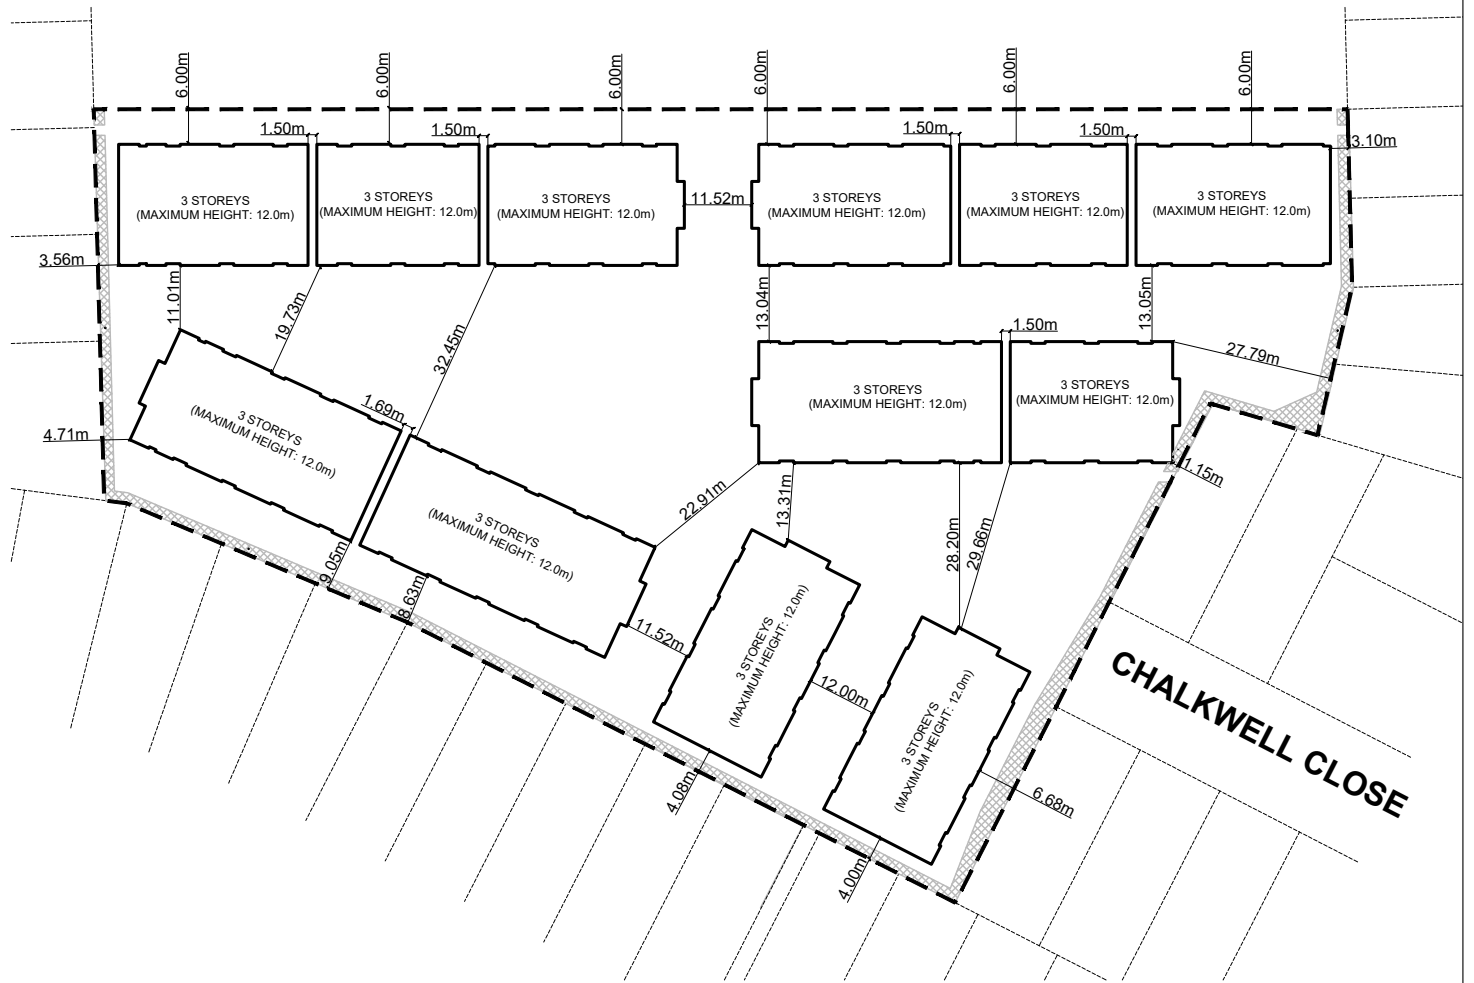 6.00m
6.00m
6.00m
6.00m
6.00m
6.00m
1.50m
1.50m
1.50m
1.50m
3.10m
3 STOREYS
(MAXIMUM HEIGHT: 12.0m)
3 STOREYS
(MAXIMUM HEIGHT: 12.0m)
3 STOREYS
(MAXIMUM HEIGHT: 12.0m)
11.52m
3 STOREYS
(MAXIMUM HEIGHT: 12.0m)
3 STOREYS
(MAXIMUM HEIGHT: 12.0m)
3 STOREYS
(MAXIMUM HEIGHT: 12.0m)
3.56m
11.01m
19.73m
32.45m
13.04m
1.50m
13.05m
27.79m
3 STOREYS
(MAXIMUM HEIGHT: 12.0m)
1.69m
3 STOREYS
(MAXIMUM HEIGHT: 12.0m)
3 STOREYS
(MAXIMUM HEIGHT: 12.0m)
4.71m
1.15m
22.91m
13.31m
28.20m
29.66m
3 STOREYS
(MAXIMUM HEIGHT: 12.0m)
9.05m
8.63m
11.52m
3 STOREYS
(MAXIMUM HEIGHT: 12.0m)
12.00m
3 STOREYS
(MAXIMUM HEIGHT: 12.0m)
CHALKWELL CLOSE
4.08m
6.68m
4.00m